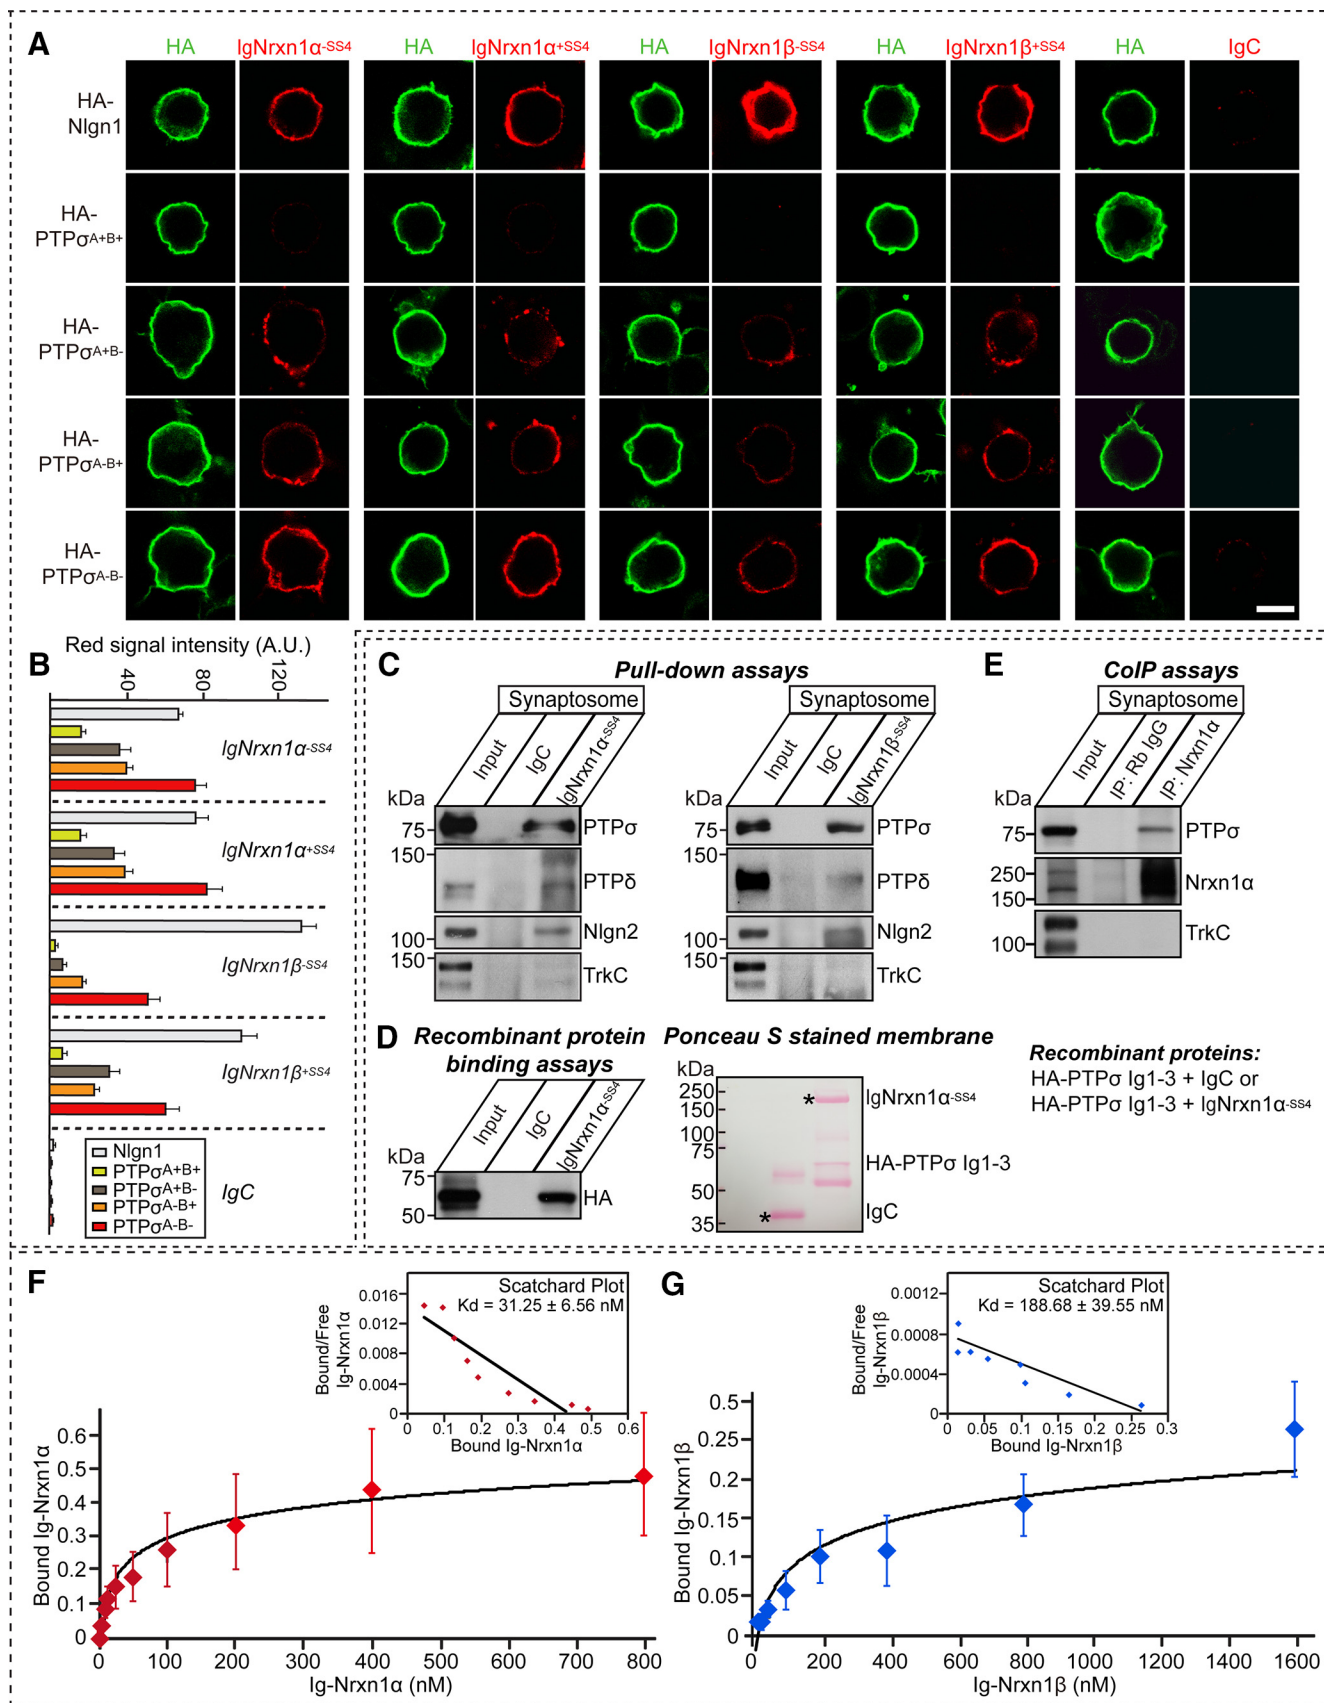 A
HA IgNrxn1α-SS4 HA IgNrxn1α+SS4 HA IgNrxn1β-SS4 HA IgNrxn1β+SS4 HA IgC
HA-
Nlgn1
HA-
PTPσA+B+
HA-
PTPσA+B-
HA-
PTPσA-B+
HA-
PTPσA-B-
B
Red signal intensity (A.U.)
40 80 120
IgNrxn1α-SS4
IgNrxn1α+SS4
IgNrxn1β-SS4
IgNrxn1β+SS4
IgC
Nlgn1
PTPσA+B+
PTPσA+B-
PTPσA-B+
PTPσA-B-
C
Pull-down assays
Synaptosome
Input IgC IgNrxn1α-SS4
kDa
75 PTPσ
150 PTPδ
100 Nlgn2
150 TrkC
Synaptosome
Input IgC IgNrxn1β-SS4
kDa
75 PTPσ
150 PTPδ
100 Nlgn2
150 TrkC
E
CoIP assays
Synaptosome
Input IP: Rb IgG IP: Nrxn1α
kDa
75 PTPσ
250 Nrxn1α
150
100 TrkC
D
Recombinant protein
binding assays
Input IgC IgNrxn1α-SS4
kDa
75
50 HA
Ponceau S stained membrane
kDa
250 * IgNrxn1α-SS4
150
100
75
HA-PTPσ Ig1-3
50
* IgC
35
Recombinant proteins:
HA-PTPσ Ig1-3 + IgC or
HA-PTPσ Ig1-3 + IgNrxn1α-SS4
F
Scatchard Plot
Kd = 31.25 ± 6.56 nM
Bound/Free
Ig-Nrxn1α
0.016
0.012
0.008
0.004
0
0 0.1 0.2 0.3 0.4 0.5 0.6
Bound Ig-Nrxn1α
Bound Ig-Nrxn1α
0.6
0.5
0.4
0.3
0.2
0.1
0
0 100 200 300 400 500 600 700 800
Ig-Nrxn1α (nM)
G
Scatchard Plot
Kd = 188.68 ± 39.55 nM
Bound/Free
Ig-Nrxn1β
0.0012
0.0008
0.0004
0
0 0.05 0.1 0.15 0.2 0.25 0.3
Bound Ig-Nrxn1β
Bound Ig-Nrxn1β
0.5
0.25
0.2
0.15
0.1
0.05
0
0 200 400 600 800 1000 1200 1400 1600
Ig-Nrxn1β (nM)